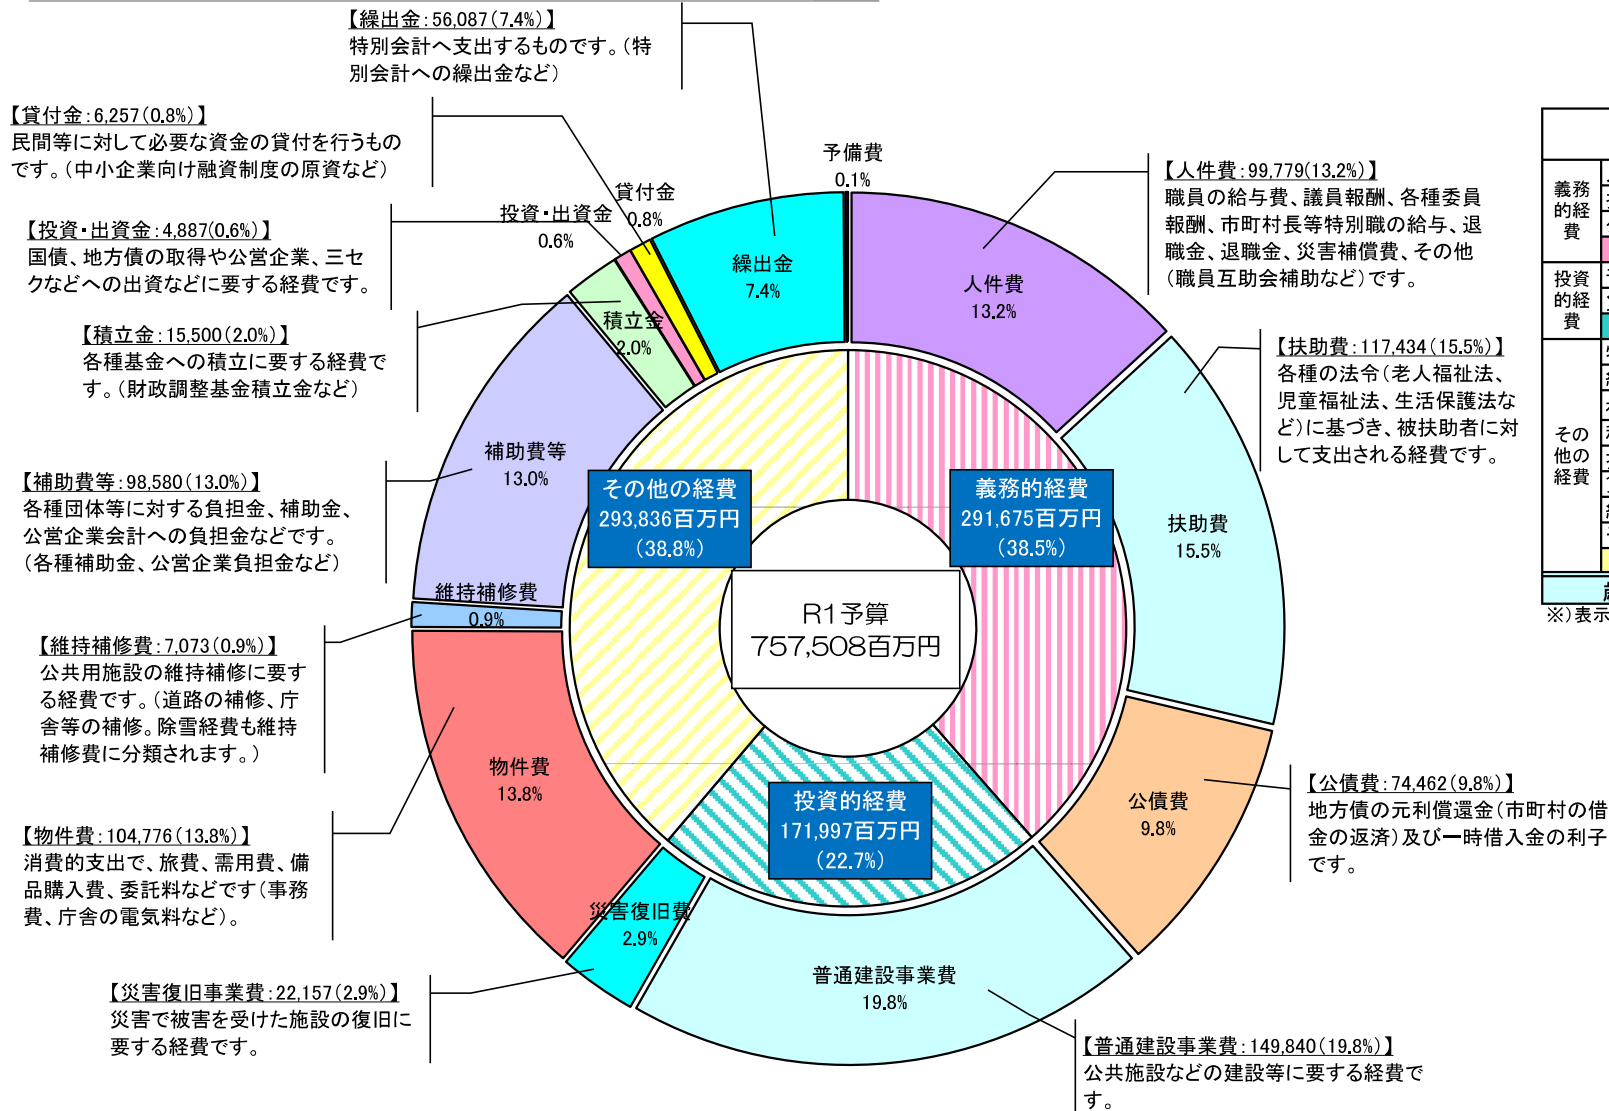 【繰出金:56,087(7.4%)】
特別会計へ支出するものです。(特
別会計への繰出金など)
【貸付金:6,257(0.8%)】
民間等に対して必要な資金の貸付を行うもの
です。(中小企業向け融資制度の原資など)
【投資・出資金:4,887(0.6%)】
国債、地方債の取得や公営企業、三セ
クなどへの出資などに要する経費です。
【積立金:15,500(2.0%)】
各種基金への積立に要する経費で
す。(財政調整基金積立金など)
【補助費等:98,580(13.0%)】
各種団体等に対する負担金、補助金、
公営企業会計への負担金などです。
(各種補助金、公営企業負担金など)
【維持補修費:7,073(0.9%)】
公共用施設の維持補修に要す
る経費です。(道路の補修、庁
舎等の補修。除雪経費も維持
補修費に分類されます。)
【物件費:104,776(13.8%)】
消費的支出で、旅費、需用費、備
品購入費、委託料などです(事務
費、庁舎の電気料など)。
【災害復旧事業費:22,157(2.9%)】
災害で被害を受けた施設の復旧に
要する経費です。
予備費
0.1%
貸付金
0.8%
投資・出資金
0.6%
繰出金
7.4%
積立金
2.0%
補助費等
13.0%
維持補修費
0.9%
物件費
13.8%
災害復旧費
2.9%
普通建設事業費
19.8%
公債費
9.8%
扶助費
15.5%
人件費
13.2%
その他の経費
293,836百万円
(38.8%)
義務的経費
291,675百万円
(38.5%)
R1予算
757,508百万円
投資的経費
171,997百万円
(22.7%)
【人件費:99,779(13.2%)】
職員の給与費、議員報酬、各種委員
報酬、市町村長等特別職の給与、退
職金、退職金、災害補償費、その他
(職員互助会補助など)です。
【扶助費:117,434(15.5%)】
各種の法令(老人福祉法、
児童福祉法、生活保護法な
ど)に基づき、被扶助者に対
して支出される経費です。
【公債費:74,462(9.8%)】
地方債の元利償還金(市町村の借
金の返済)及び一時借入金の利子
です。
【普通建設事業費:149,840(19.8%)】
公共施設などの建設等に要する経費で
す。
義務
的経
費
投資
的経
費
その
他の
経費
※)表示